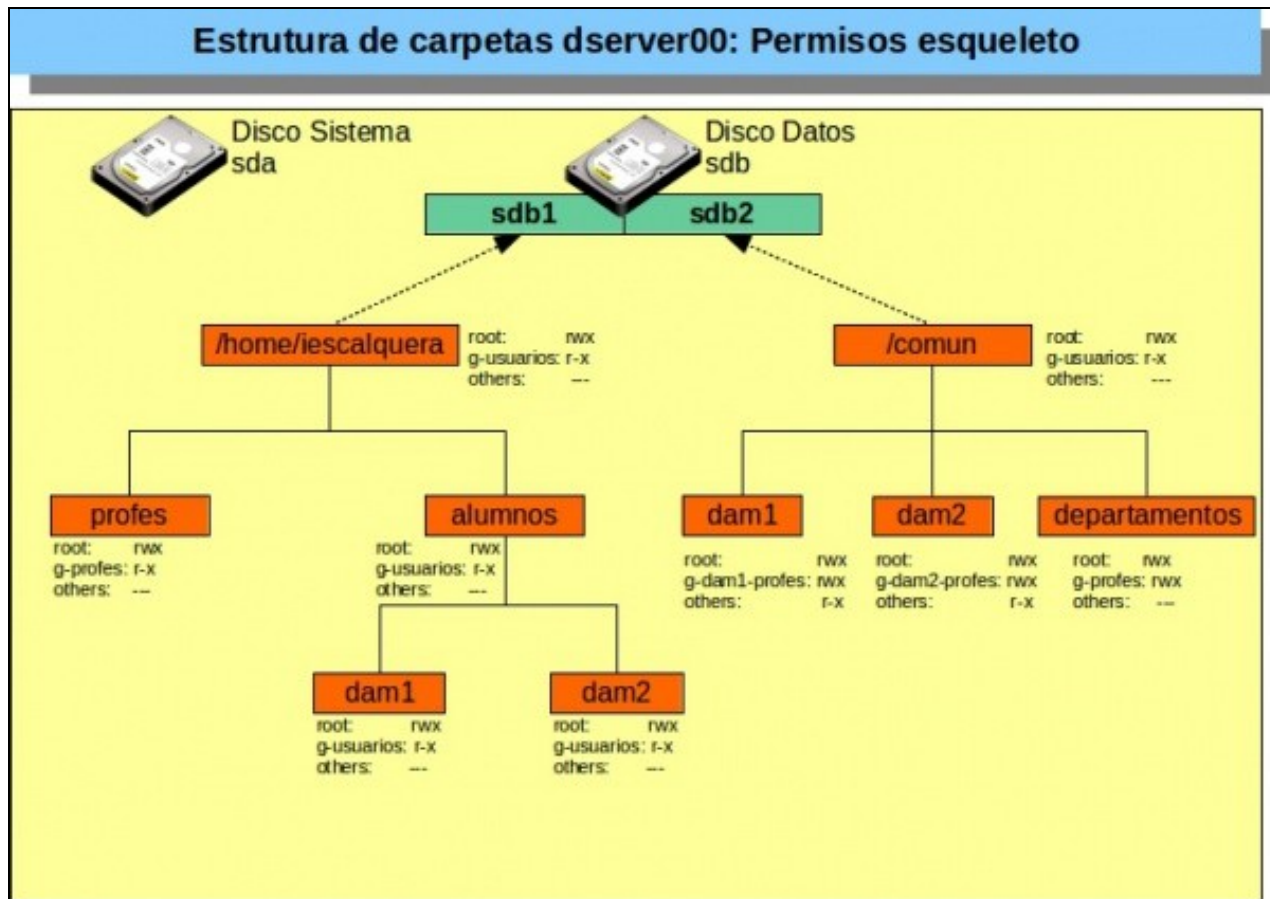 Estrutura de carpetas dserver00: Permisos esqueleto
Disco Sistema
sda
Disco Datos
sdb
sdb1
sdb2
/home/iescalquera
root: rwx
g-usuarios: r-x
others: ---
/comun
root: rwx
g-usuarios: r-x
others: ---
profes
root: rwx
g-profes: r-x
others: ---
alumnos
root: rwx
g-usuarios: r-x
others: ---
dam1
root: rwx
g-dam1-profes: rwx
others: r-x
dam2
root: rwx
g-dam2-profes: rwx
others: r-x
departamentos
root: rwx
g-profes: rwx
others: ---
dam1
root: rwx
g-usuarios: r-x
others: ---
dam2
root: rwx
g-usuarios: r-x
others: ---